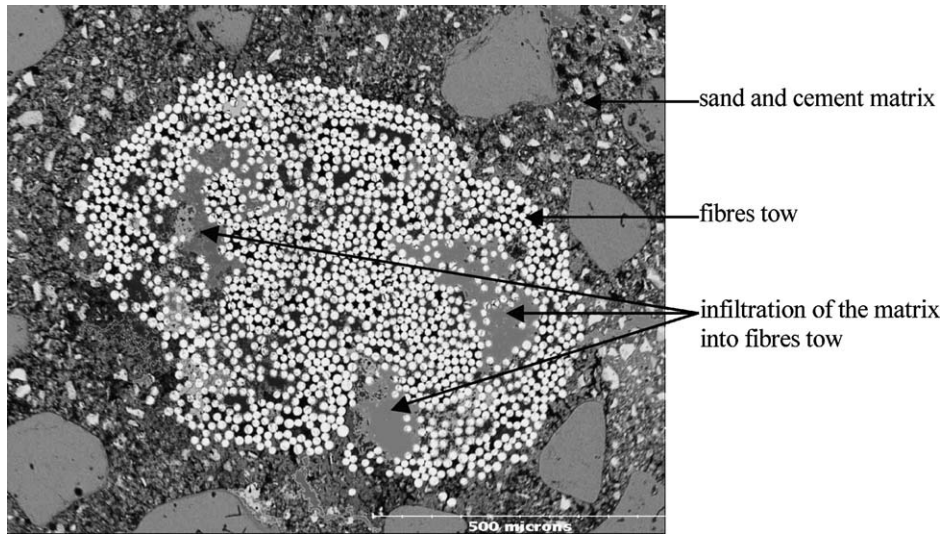 sand and cement matrix
fibres tow
infiltration of the matrix
into fibres tow
500 microns